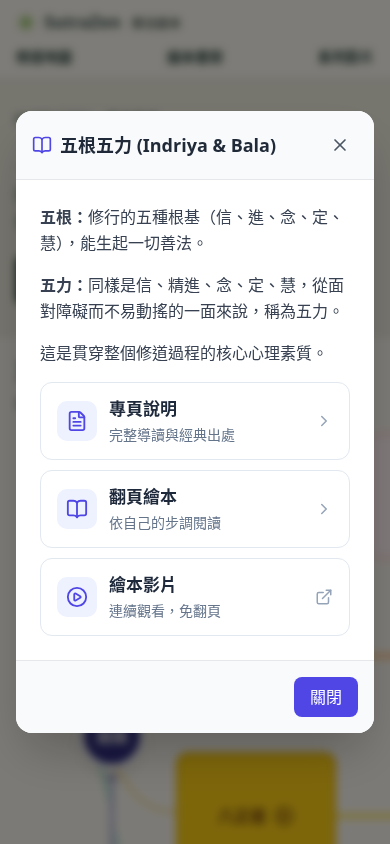 五根五力 (Indriya & Bala)
五根：修行的五種根基（信、進、念、定、
慧），能生起一切善法。
五力：同樣是信、精進、念、定、慧，從面
對障礙而不易動搖的一面來說，稱為五力。
這是貫穿整個修道過程的核心心理素質。
專頁說明
完整導讀與經典出處
翻頁繪本
依自己的步調閱讀
繪本影片
連續觀看，免翻頁
關閉